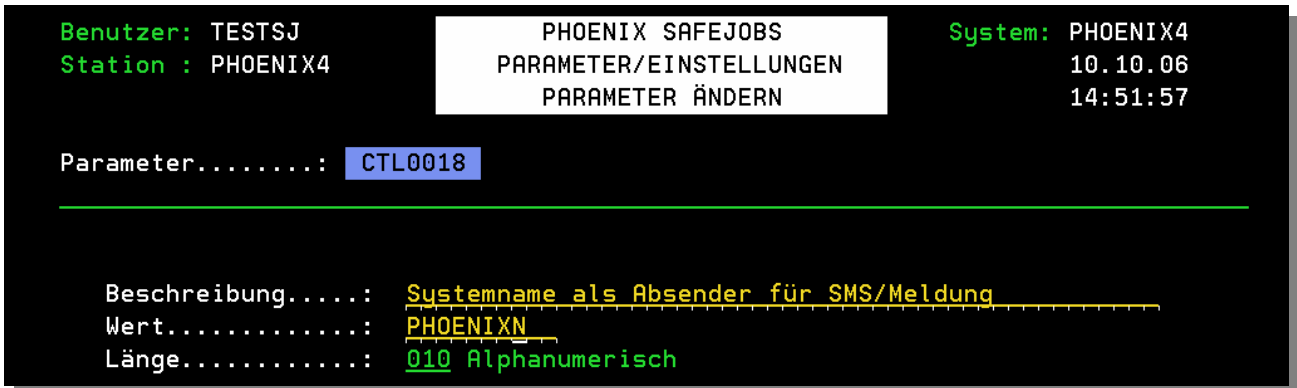 Benutzer: TESTSJ PHOENIX SAFEJOBS System: PHOENIX4
Station : PHOENIX4 PARAMETER/EINSTELLUNGEN 10.10.06
PARAMETER ÄNDERN 14:51:57
Parameter........: CTL0018
Beschreibung.....: Systemname als Absender für SMS/Meldung
Wert.............: PHOENIXN
Länge............: 010 Alphanumerisch